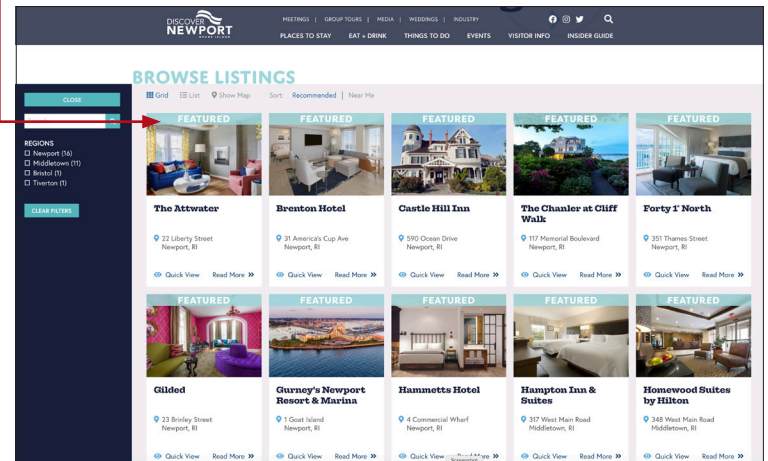 DISCOVER
NEWPORT
RHODE ISLAND
MEETINGS | GROUP TOURS | MEDIA | WEDDINGS | INDUSTRY
PLACES TO STAY EAT + DRINK THINGS TO DO EVENTS VISITOR INFO INSIDER GUIDE
BROWSE LISTINGS
Grid List Show Map Sort: Recommended | Near Me
CLOSE
REGIONS
Newport (16)
Middletown (11)
Bristol (1)
Tiverton (1)
CLEAR FILTERS
FEATURED FEATURED FEATURED FEATURED FEATURED
The Attwater
22 Liberty Street
Newport, RI
Quick View Read More
Brenton Hotel
31 America's Cup Ave
Newport, RI
Quick View Read More
Castle Hill Inn
590 Ocean Drive
Newport, RI
Quick View Read More
The Chanler at Cliff
Walk
117 Memorial Boulevard
Newport, RI
Quick View Read More
Forty 1° North
351 Thames Street
Newport, RI
Quick View Read More
FEATURED FEATURED FEATURED FEATURED FEATURED
Gilded
23 Brinley Street
Newport, RI
Quick View Read More
Gurney's Newport
Resort & Marina
1 Goat Island
Newport, RI
Quick View Read More
Hammetts Hotel
4 Commercial Wharf
Newport, RI
Quick View Read More
Screenshot
Hampton Inn &
Suites
317 West Main Road
Middletown, RI
Quick View Read More
Homewood Suites
by Hilton
348 West Main Road
Middletown, RI
Quick View Read More